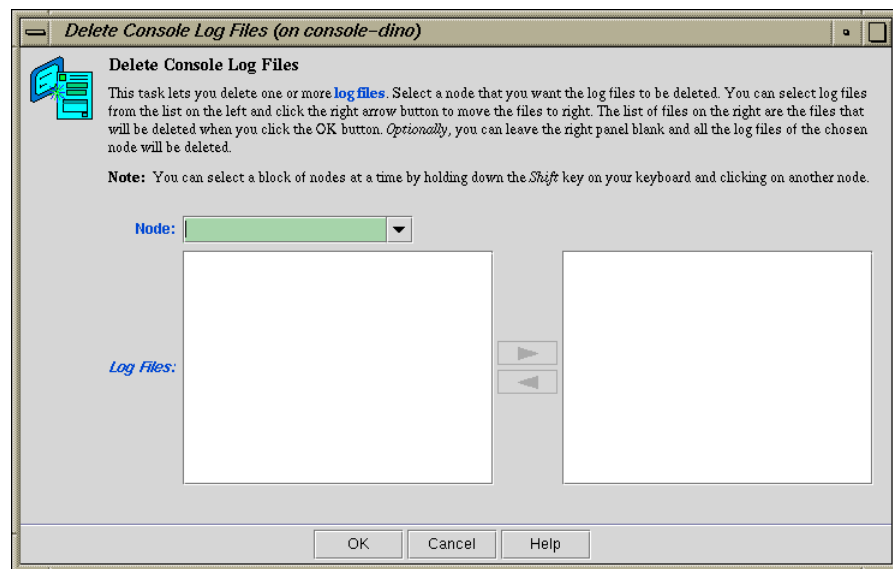 Delete Console Log Files (on console-dino)
Delete Console Log Files
This task lets you delete one or more log files. Select a node that you want the log files to be deleted. You can select log files
from the list on the left and click the right arrow button to move the files to right. The list of files on the right are the files that
will be deleted when you click the OK button. Optionally, you can leave the right panel blank and all the log files of the chosen
node will be deleted.
Note: You can select a block of nodes at a time by holding down the Shift key on your keyboard and clicking on another node.
Node:
Log Files:
OK Cancel Help